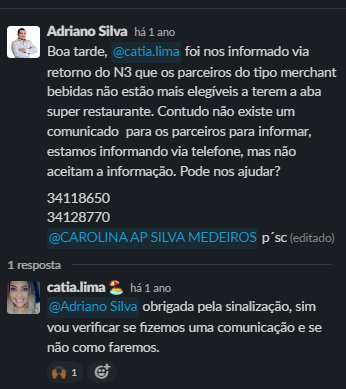 Adriano Silva há 1 ano
Boa tarde, @catia.lima foi nos informado via
retorno do N3 que os parceiros do tipo merchant
bebidas não estão mais elegíveis a terem a aba
super restaurante. Contudo não existe um
comunicado para os parceiros para informar,
estamos informando via telefone, mas não
aceitam a informação. Pode nos ajudar?
34118650
34128770
@CAROLINA AP SILVA MEDEIROS p´sc (editado)
1 resposta
catia.lima há 1 ano
@Adriano Silva obrigada pela sinalização, sim
vou verificar se fizemos uma comunicação e se
não como faremos.
1